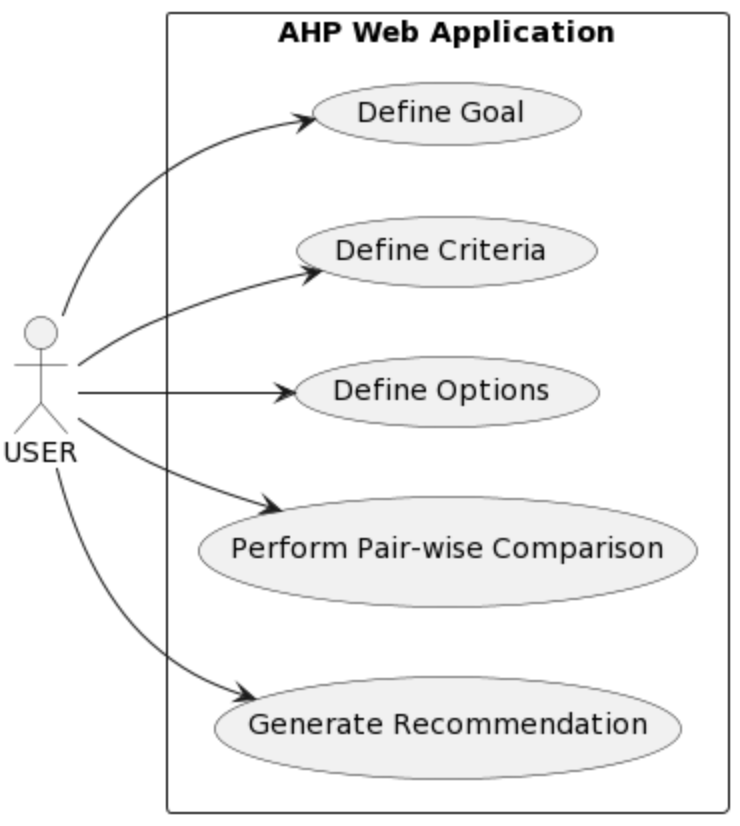 AHP Web Application
Define Goal
Define Criteria
Define Options
USER
Perform Pair-wise Comparison
Generate Recommendation